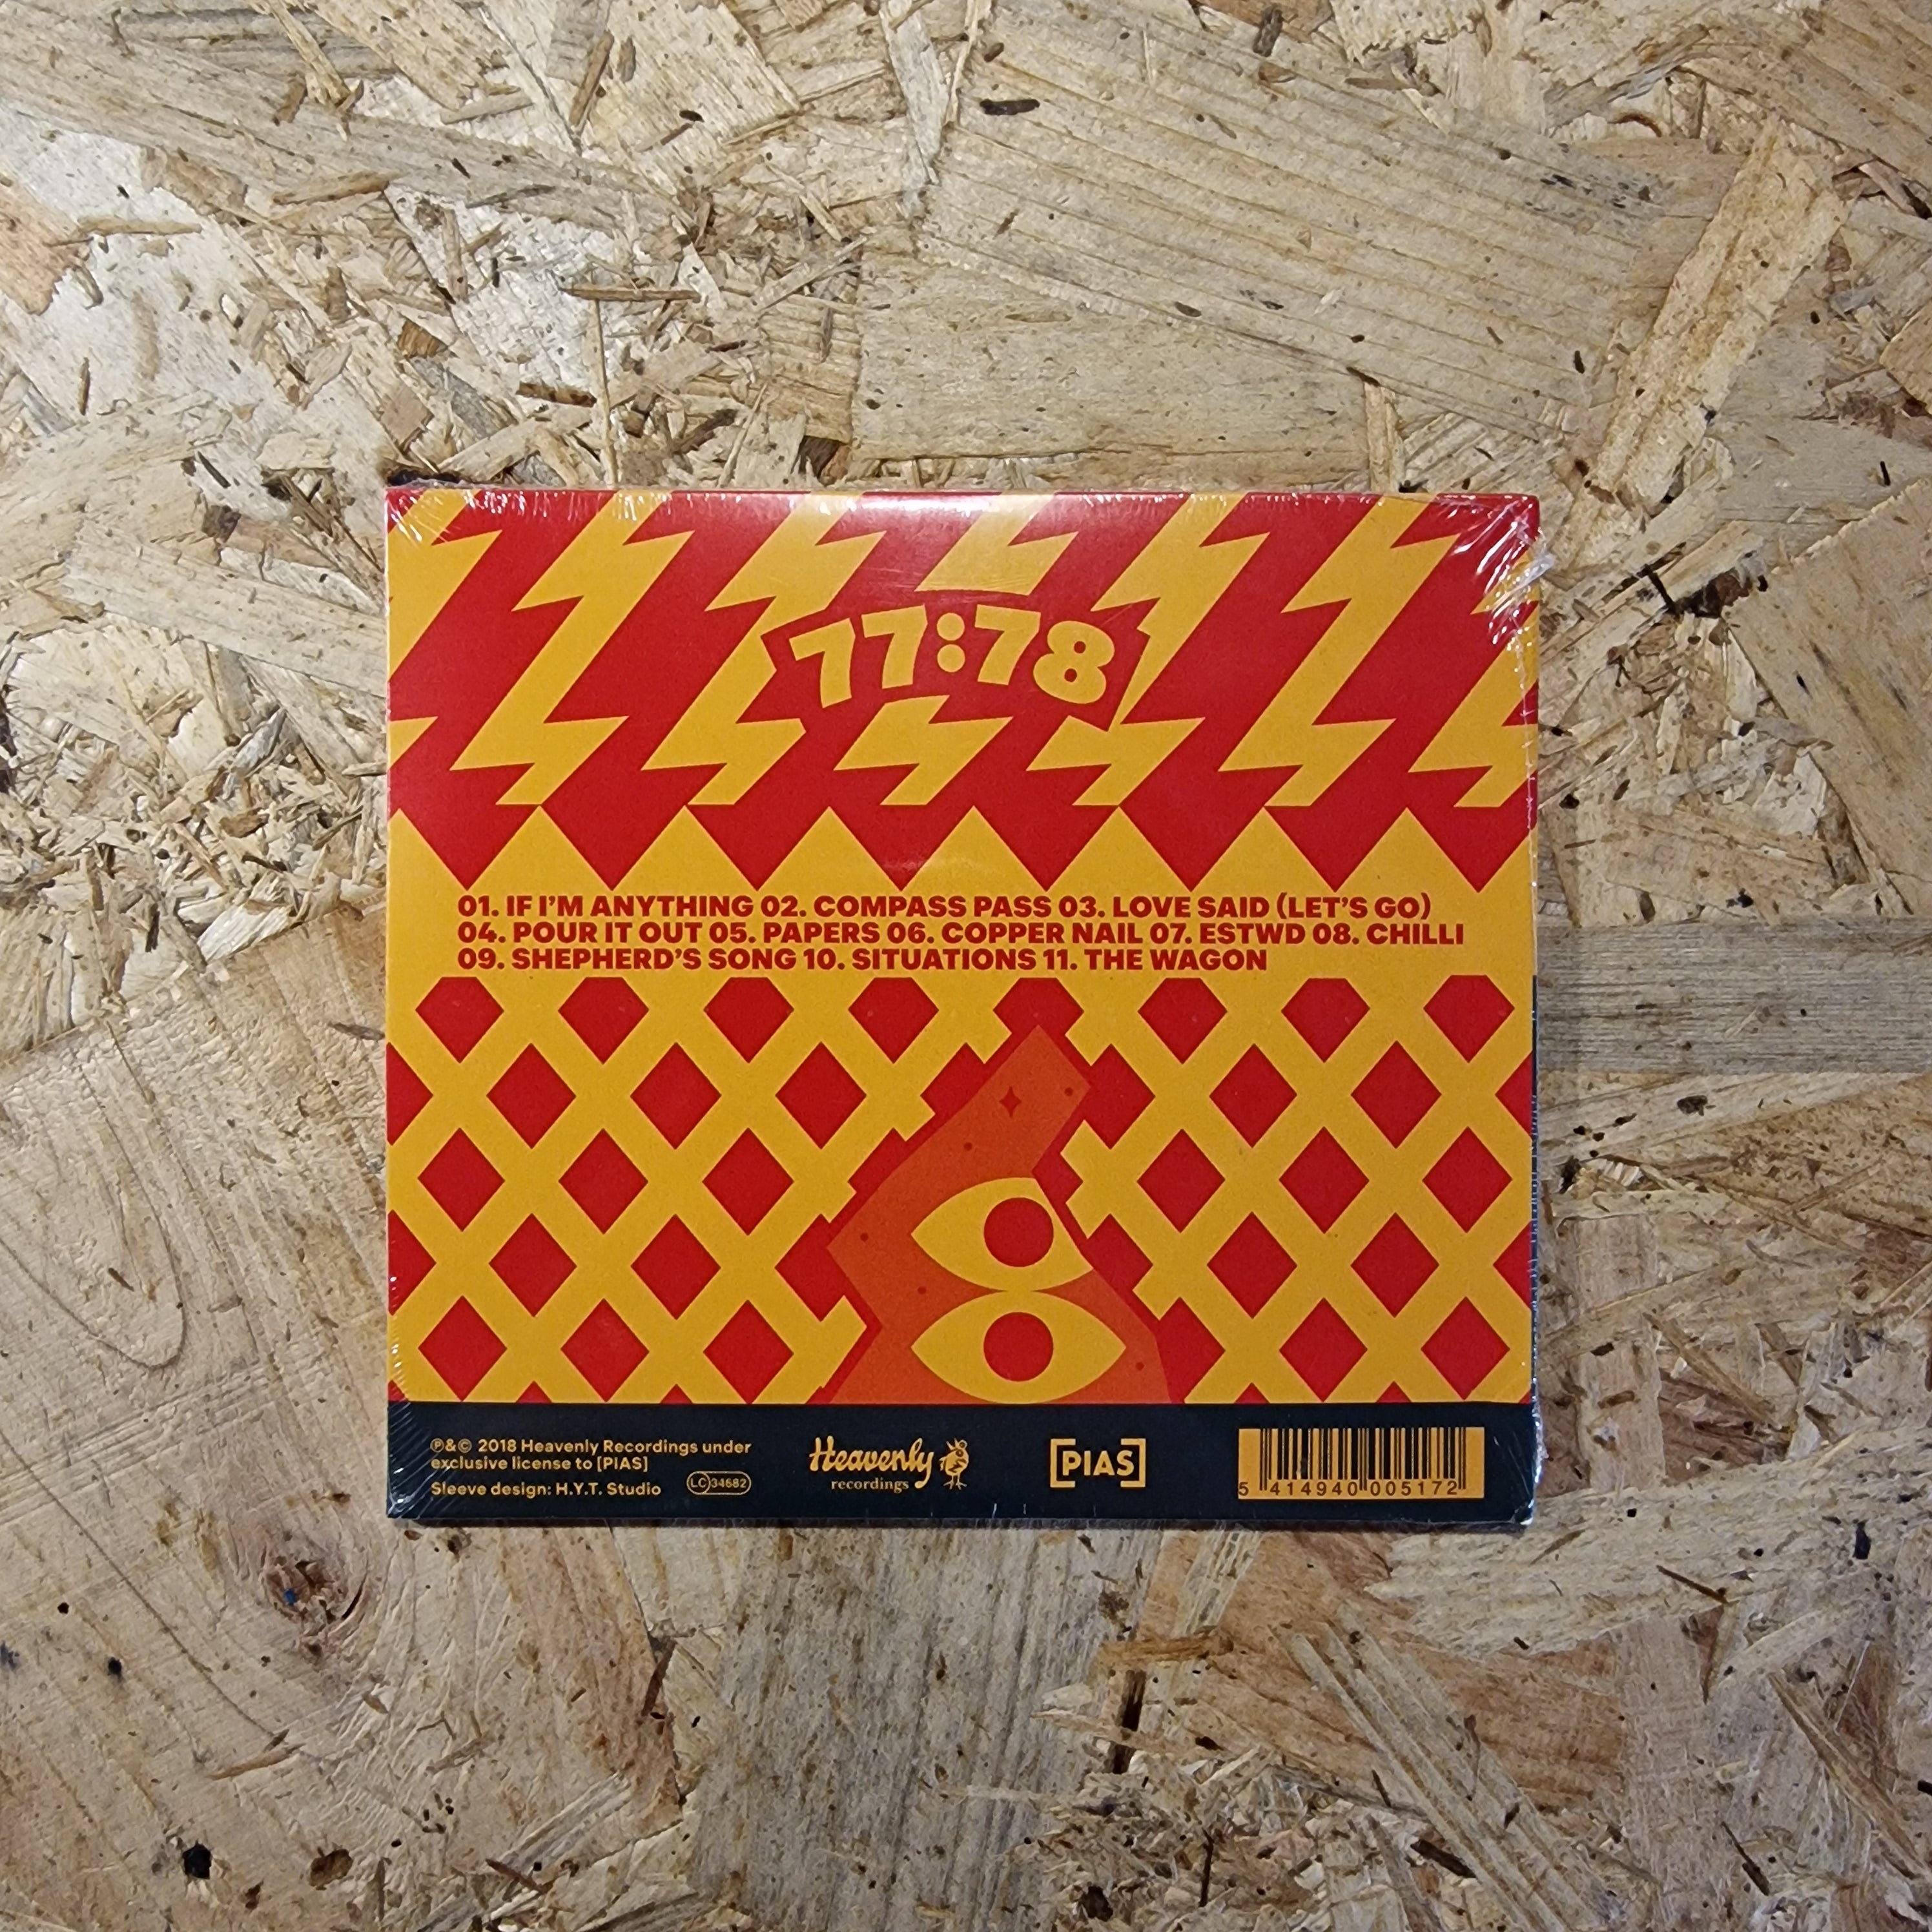 77:78
01. IF I'M ANYTHING 02. COMPASS PASS 03. LOVE SAID (LET'S GO)
04. POUR IT OUT 05. PAPERS 06. COPPER NAIL 07. ESTWD 08. CHILLI
09. SHEPHERD'S SONG 10. SITUATIONS 11. THE WAGON
℗&© 2018 Heavenly Recordings under
exclusive license to [PIAS]
Sleeve design: H.Y.T. Studio
LC 34682
Heavenly
recordings
[PIAS]
5 414940 005172